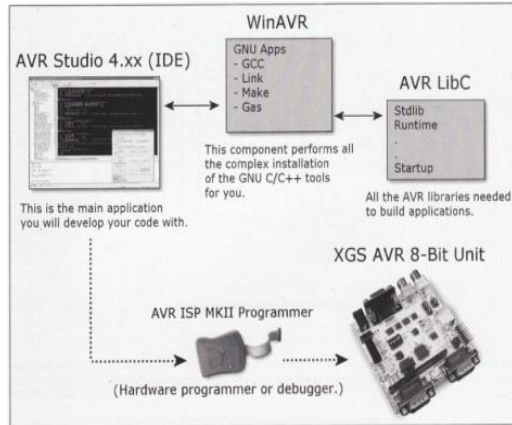 WinAVR
AVR Studio 4.xx (IDE)
GNU Apps
- GCC
- Link
- Make
- Gas
AVR LibC
Stdlib
Runtime
.
.
Startup
This component performs all
the complex installation
of the GNU C/C++ tools
for you.
This is the main application
you will develop your code with.
All the AVR libraries needed
to build applications.
XGS AVR 8-Bit Unit
AVR ISP MKII Programmer
(Hardware programmer or debugger.)